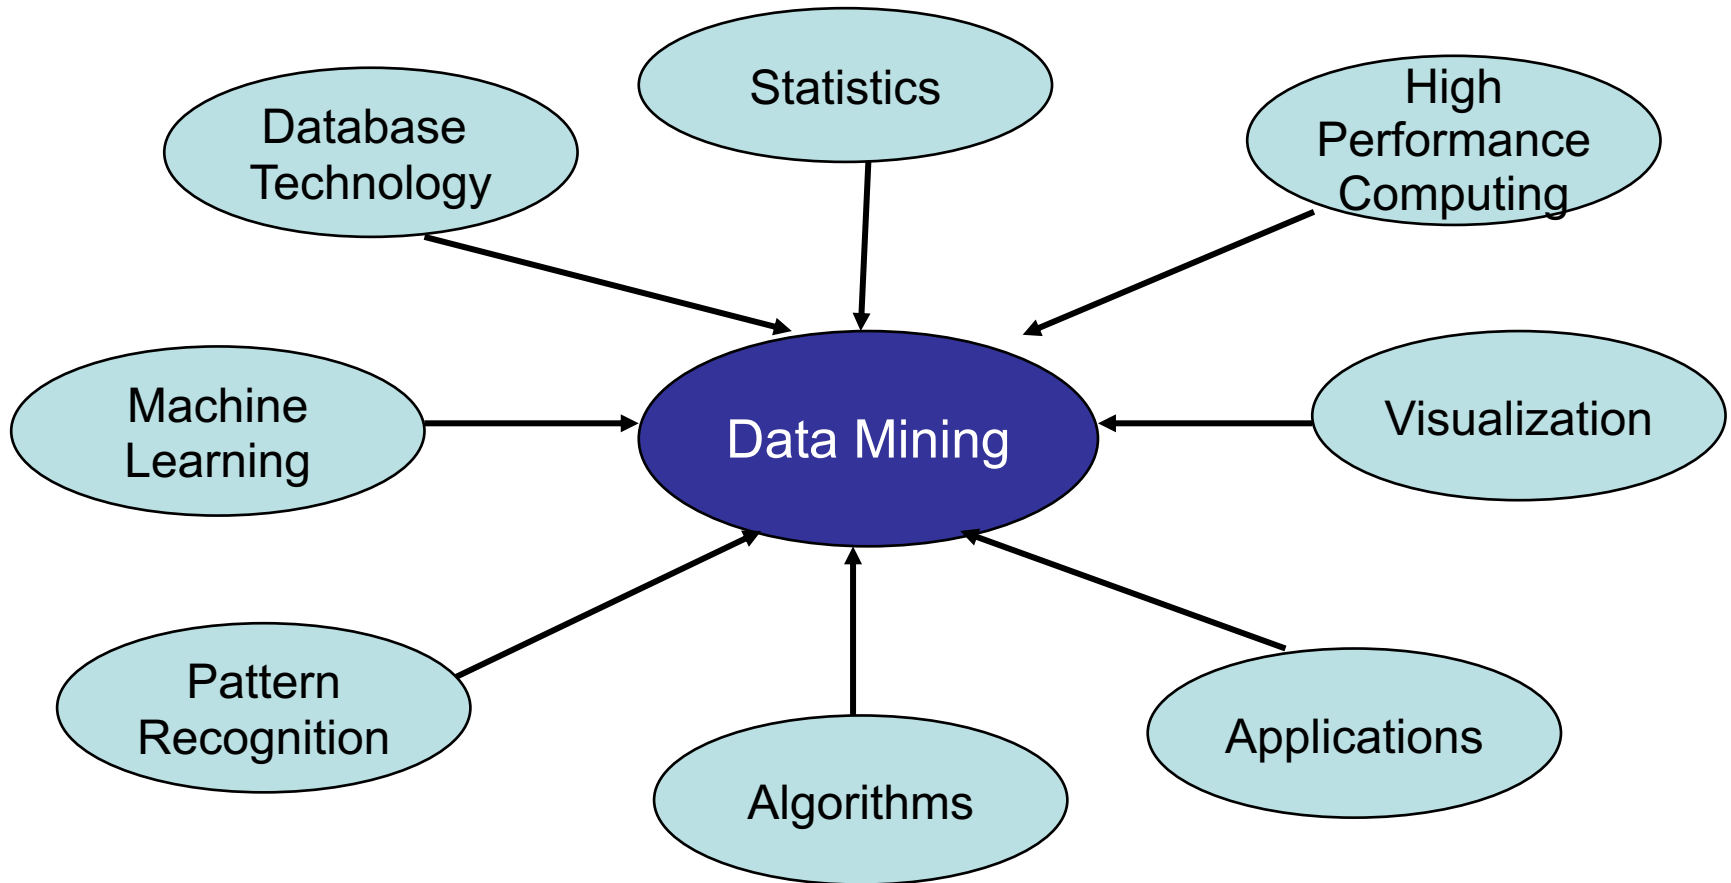 Statistics
High
Performance
Computing
Database
Technology
Machine
Learning
Data Mining
Visualization
Pattern
Recognition
Algorithms
Applications